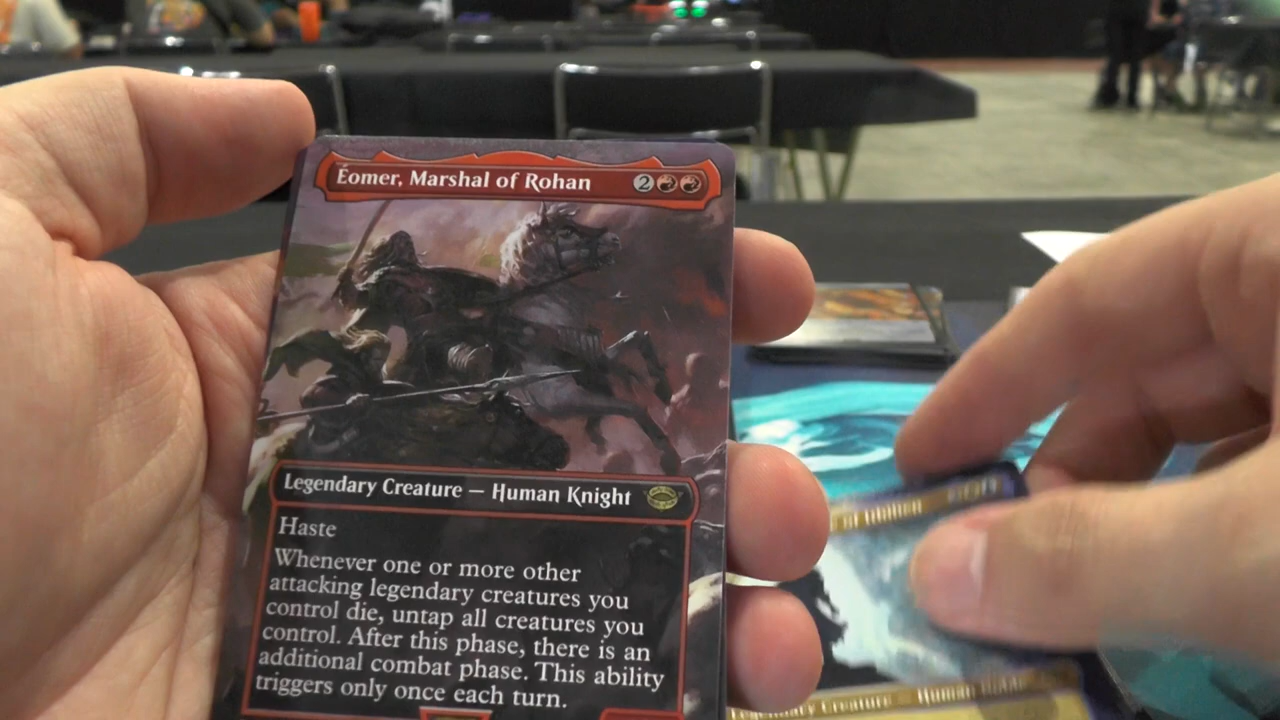 Éomer, Marshal of Rohan 2
Legendary Creature — Human Knight
Haste
Whenever one or more other
attacking legendary creatures you
control die, untap all creatures you
control. After this phase, there is an
additional combat phase. This ability
triggers only once each turn.
Legendary Creature Human